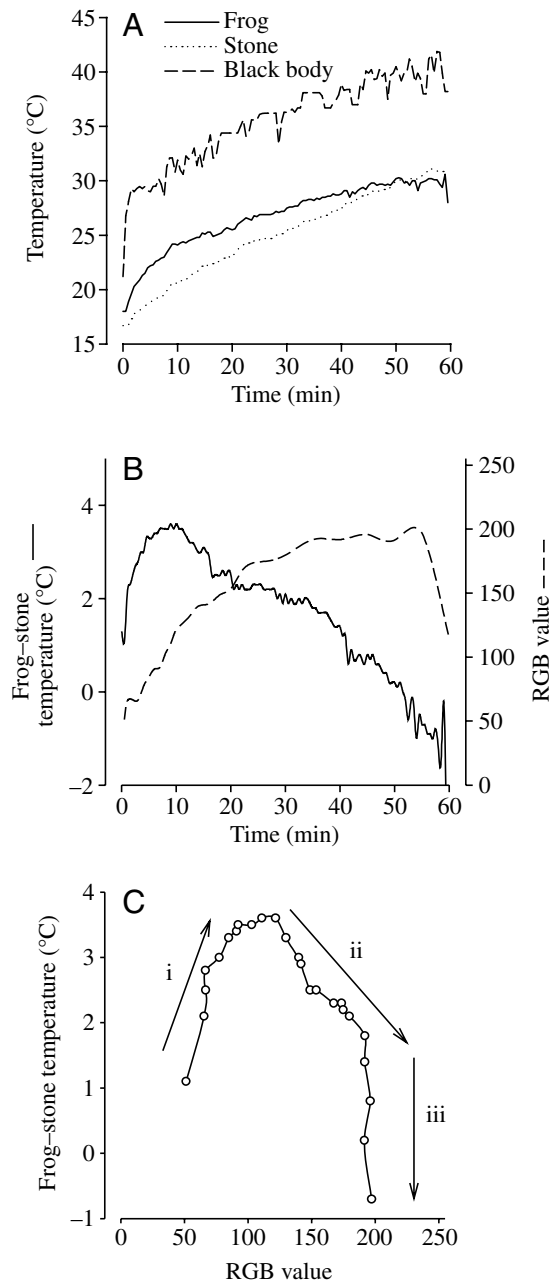 A
Frog
Stone
Black body
45
40
35
30
25
20
15
Temperature (°C)
0 10 20 30 40 50 60
Time (min)
B
4
2
0
–2
Frog–stone
temperature (°C)
250
200
150
100
50
0
RGB value
0 10 20 30 40 50 60
Time (min)
C
4
3
2
1
0
–1
Frog–stone temperature (°C)
i
ii
iii
0 50 100 150 200 250
RGB value